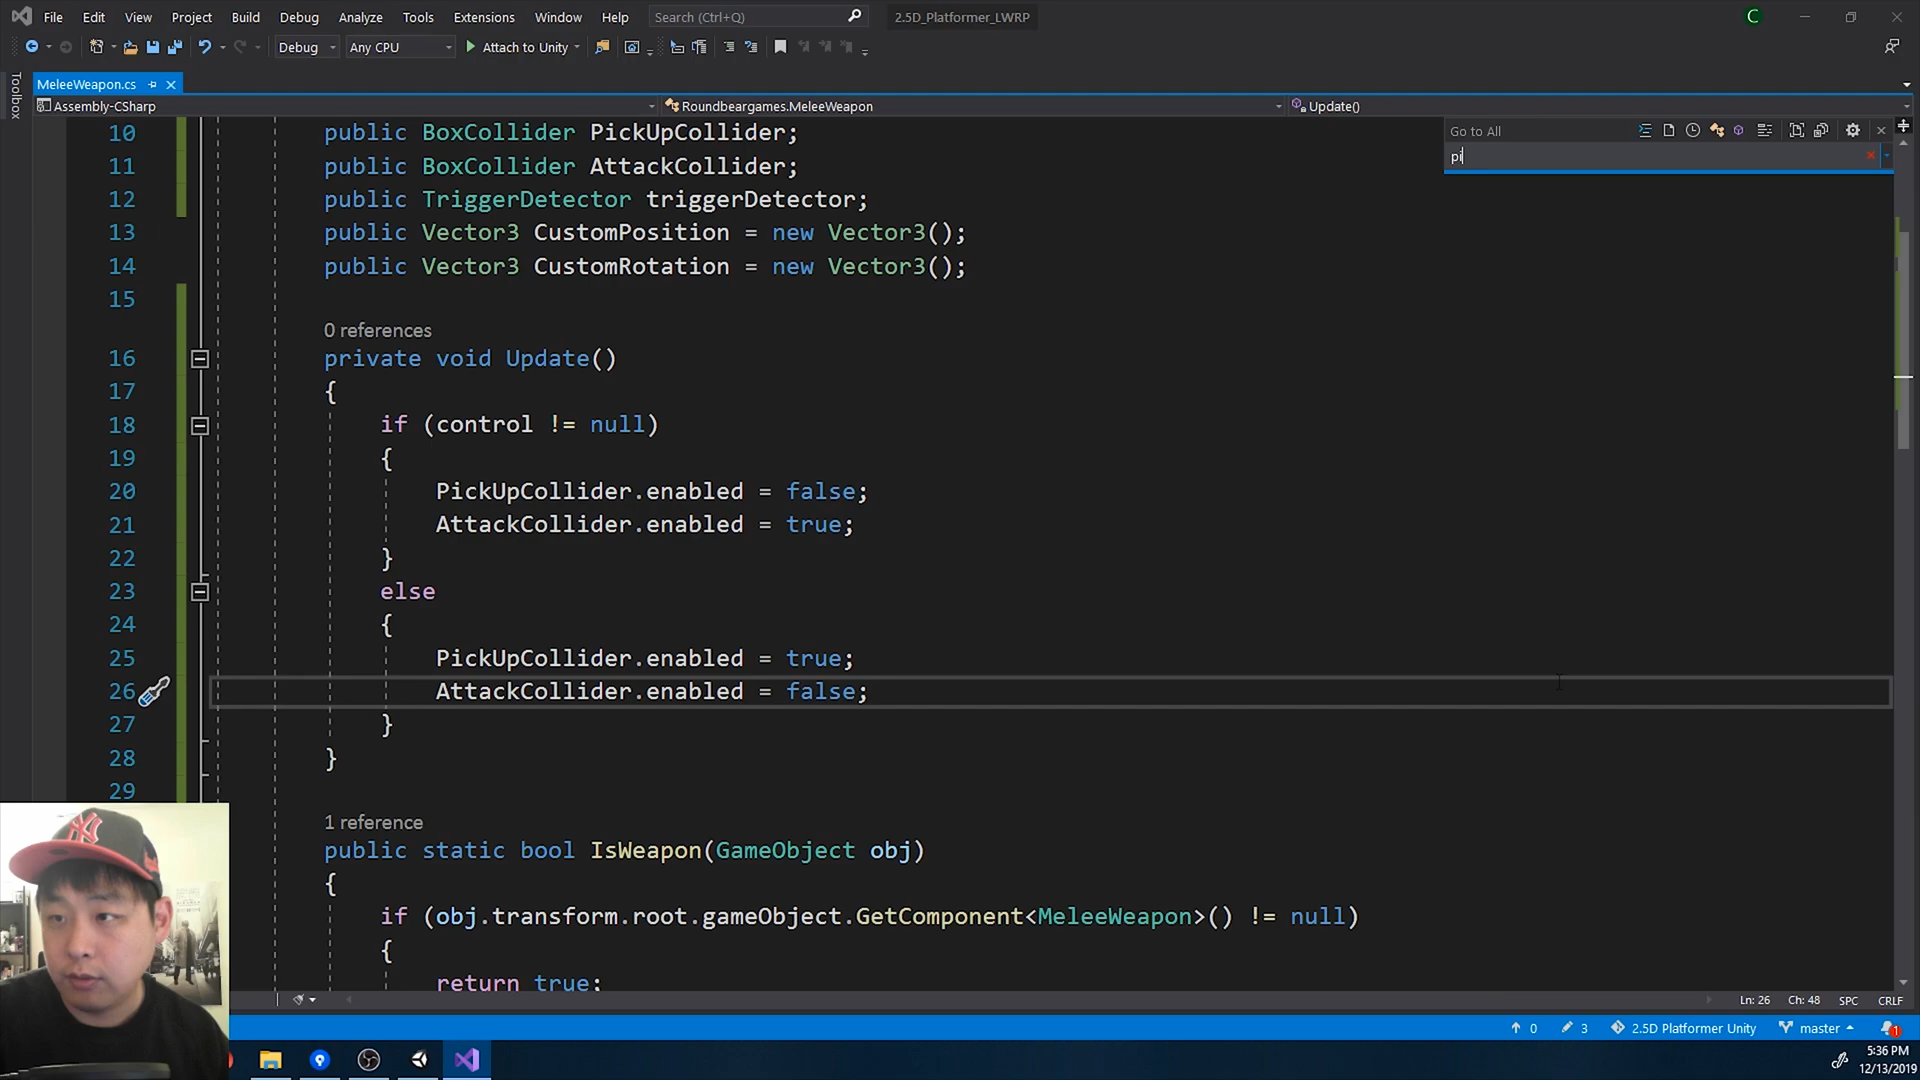 File Edit View Project Build Debug Analyze Tools Extensions Window Help Search (Ctrl+Q) 2.5D_Platformer_LWRP C
Debug Any CPU Attach to Unity
Toolbox
MeleeWeapon.cs
Assembly-CSharp Roundbeargames.MeleeWeapon Update()
Go to All
pi
10 public BoxCollider PickUpCollider;
11 public BoxCollider AttackCollider;
12 public TriggerDetector triggerDetector;
13 public Vector3 CustomPosition = new Vector3();
14 public Vector3 CustomRotation = new Vector3();
15
0 references
16 private void Update()
17 {
18 if (control != null)
19 {
20 PickUpCollider.enabled = false;
21 AttackCollider.enabled = true;
22 }
23 else
24 {
25 PickUpCollider.enabled = true;
26 AttackCollider.enabled = false;
27 }
28 }
29
1 reference
public static bool IsWeapon(GameObject obj)
{
if (obj.transform.root.gameObject.GetComponent<MeleeWeapon>() != null)
{
return true;
Ln: 26 Ch: 48 SPC CRLF
0 3 2.5D Platformer Unity master 1
5:36 PM
12/13/2019